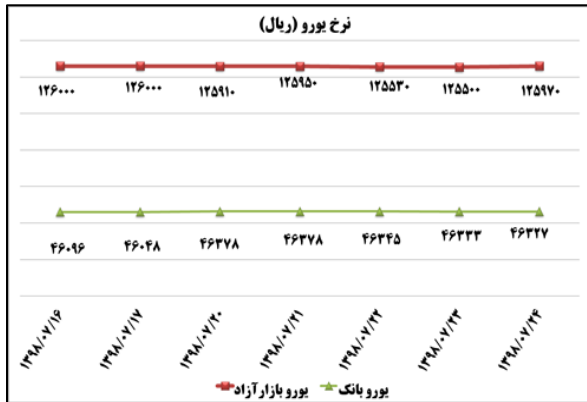 نرخ یورو (ریال)
۱۲۶۰۰۰ ۱۲۶۰۰۰ ۱۲۵۹۱۰ ۱۲۵۹۵۰ ۱۲۵۵۳۰ ۱۲۵۵۰۰ ۱۲۵۹۷۰
۴۶۰۹۶ ۴۶۰۴۸ ۴۶۳۷۸ ۴۶۳۷۸ ۴۶۳۴۵ ۴۶۳۳۳ ۴۶۳۲۷
۱۳۹۸/۰۷/۱۶ ۱۳۹۸/۰۷/۱۷ ۱۳۹۸/۰۷/۲۰ ۱۳۹۸/۰۷/۲۱ ۱۳۹۸/۰۷/۲۲ ۱۳۹۸/۰۷/۲۳ ۱۳۹۸/۰۷/۲۴
یورو بازار آزاد یورو بانک